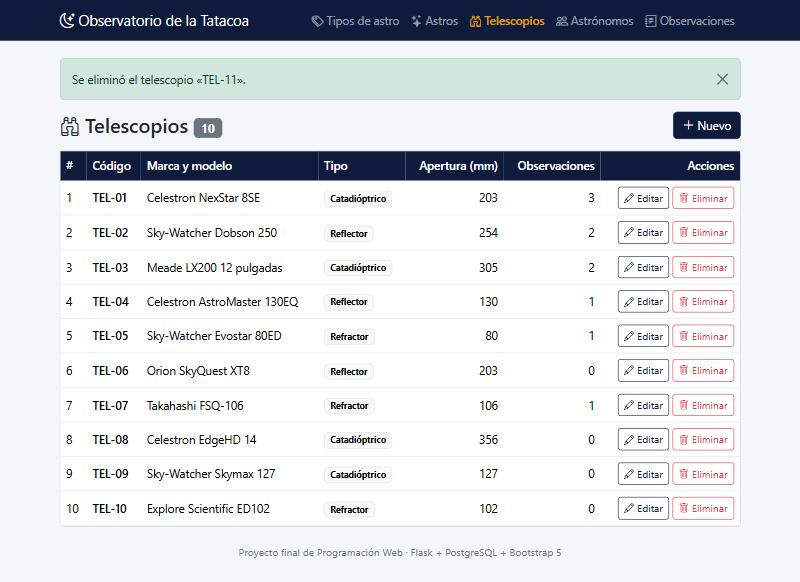 Observatorio de la Tatacoa Tipos de astro Astros Telescopios Astrónomos Observaciones
Se eliminó el telescopio «TEL-11».
Telescopios 10 + Nuevo
# Código Marca y modelo Tipo Apertura (mm) Observaciones Acciones
1 TEL-01 Celestron NexStar 8SE Catadióptrico 203 3 Editar Eliminar
2 TEL-02 Sky-Watcher Dobson 250 Reflector 254 2 Editar Eliminar
3 TEL-03 Meade LX200 12 pulgadas Catadióptrico 305 2 Editar Eliminar
4 TEL-04 Celestron AstroMaster 130EQ Reflector 130 1 Editar Eliminar
5 TEL-05 Sky-Watcher Evostar 80ED Refractor 80 1 Editar Eliminar
6 TEL-06 Orion SkyQuest XT8 Reflector 203 0 Editar Eliminar
7 TEL-07 Takahashi FSQ-106 Refractor 106 1 Editar Eliminar
8 TEL-08 Celestron EdgeHD 14 Catadióptrico 356 0 Editar Eliminar
9 TEL-09 Sky-Watcher Skymax 127 Catadióptrico 127 0 Editar Eliminar
10 TEL-10 Explore Scientific ED102 Refractor 102 0 Editar Eliminar
Proyecto final de Programación Web · Flask + PostgreSQL + Bootstrap 5